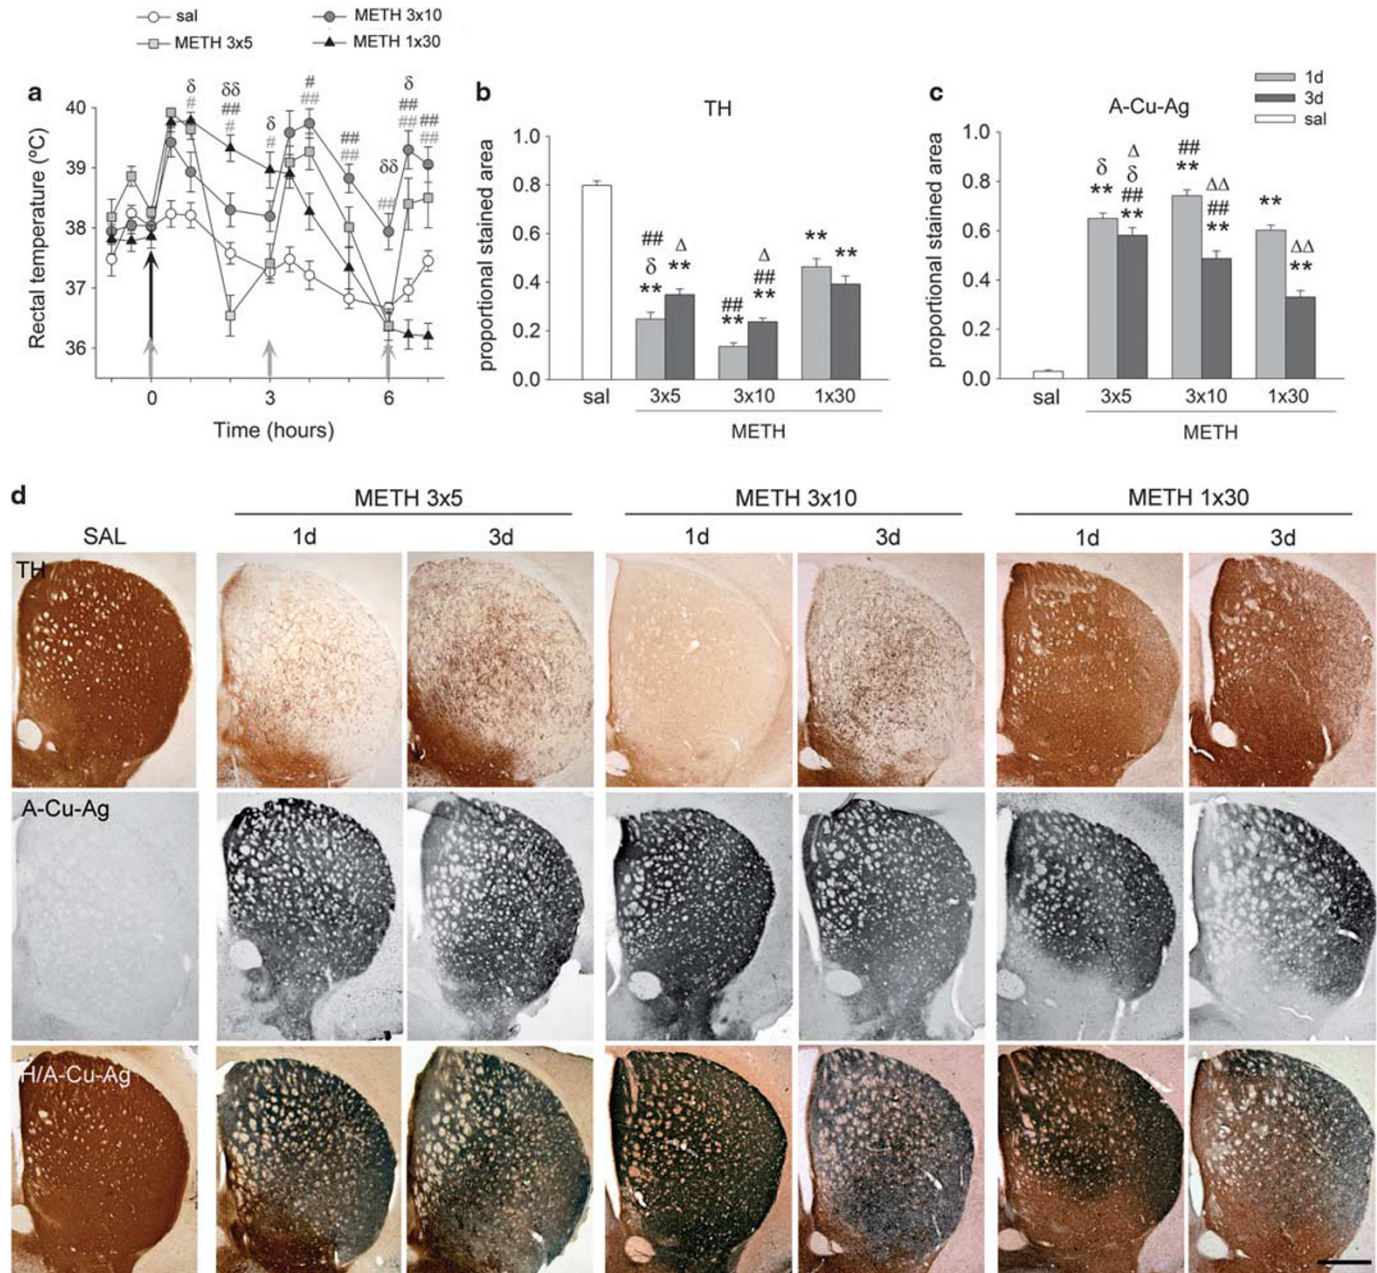 sal METH 3x10
METH 3x5 METH 1x30
a
δ δδ ## # # δ # # ## ## ## δδ ## δ ## ## ## ##
40
39
38
37
36
Rectal temperature (ºC)
0 3 6
Time (hours)
b
TH
1.0
0.8
0.6
0.4
0.2
0.0
proportional stained area
## δ ** Δ ** ## ** Δ ## ** ** **
sal 3x5 3x10 1x30
METH
c
A-Cu-Ag
1d
3d
sal
1.0
0.8
0.6
0.4
0.2
0.0
proportional stained area
δ ** Δ δ ## ** ## ** ΔΔ ## ** ** ΔΔ **
sal 3x5 3x10 1x30
METH
d
METH 3x5 METH 3x10 METH 1x30
SAL 1d 3d 1d 3d 1d 3d
TH
A-Cu-Ag
H/A-Cu-Ag